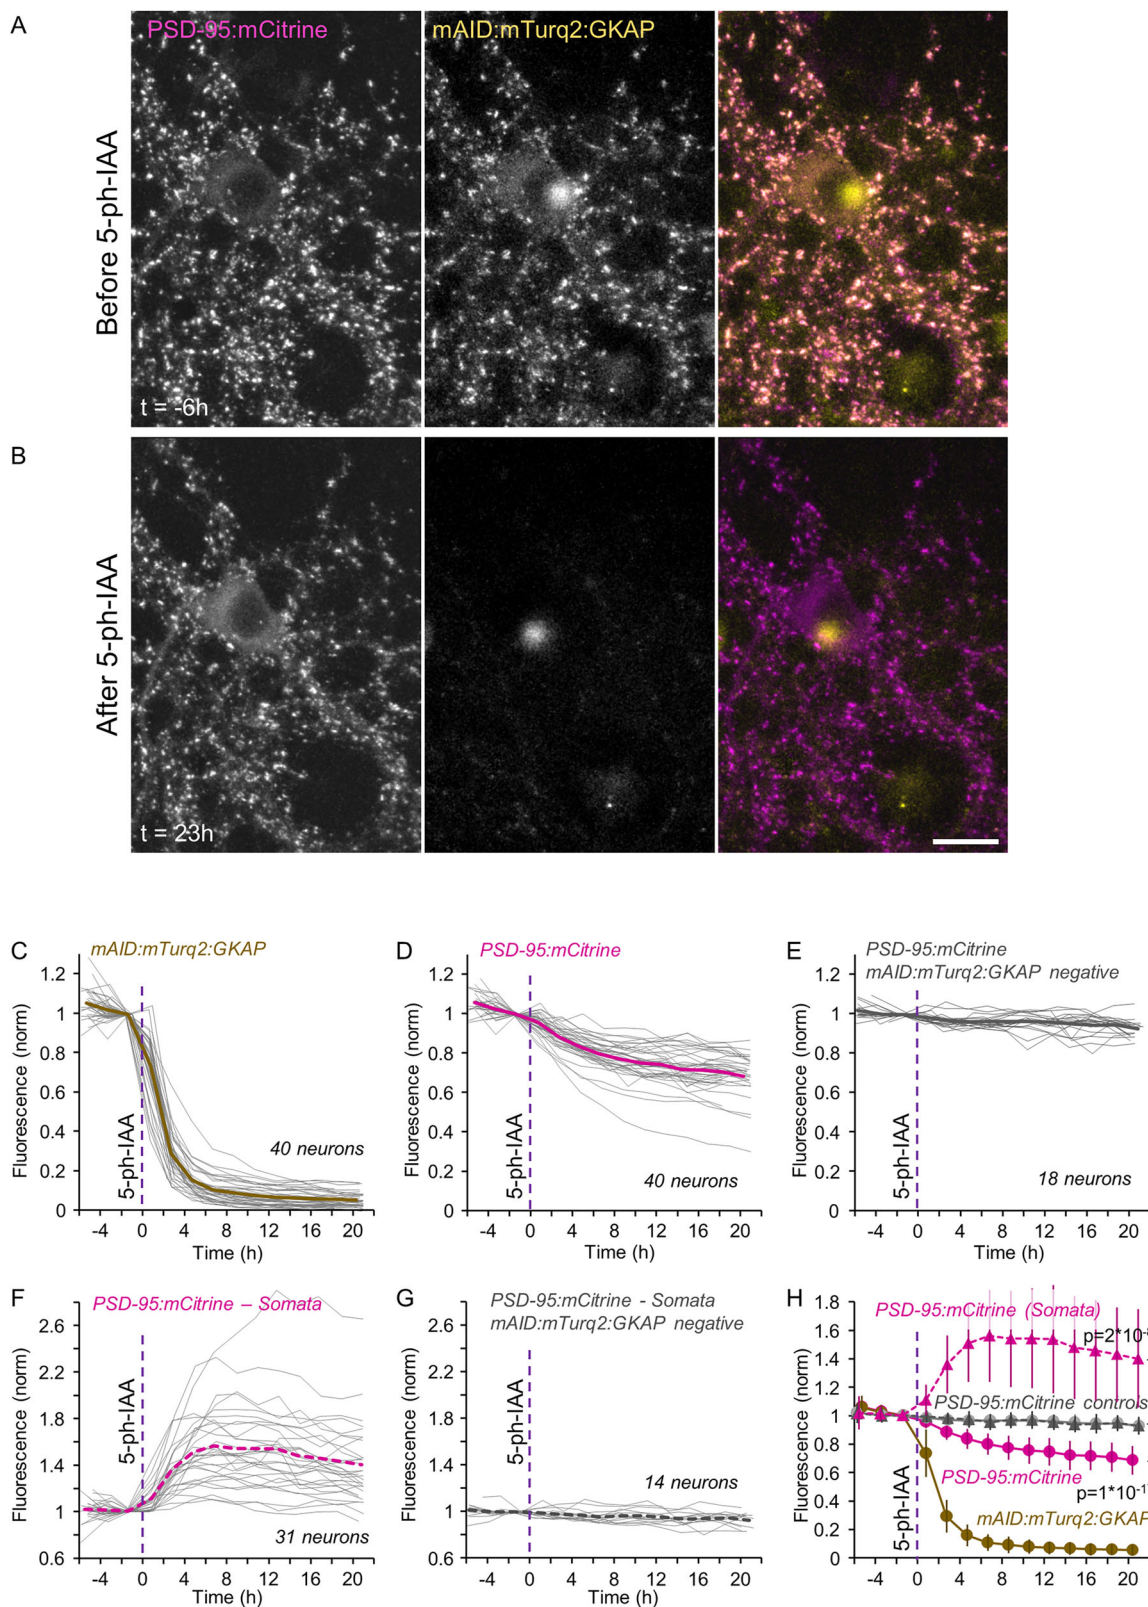 A
PSD-95:mCitrine
mAID:mTurq2:GKAP
Before 5-ph-IAA
t = -6h
B
After 5-ph-IAA
t = 23h
C
mAID:mTurq2:GKAP
Fluorescence (norm)
1.2
1
0.8
0.6
0.4
0.2
0
5-ph-IAA
40 neurons
-4 0 4 8 12 16 20
Time (h)
D
PSD-95:mCitrine
Fluorescence (norm)
1.2
1
0.8
0.6
0.4
0.2
0
5-ph-IAA
40 neurons
-4 0 4 8 12 16 20
Time (h)
E
PSD-95:mCitrine
mAID:mTurq2:GKAP negative
Fluorescence (norm)
1.2
1
0.8
0.6
0.4
0.2
0
5-ph-IAA
18 neurons
-4 0 4 8 12 16 20
Time (h)
F
PSD-95:mCitrine – Somata
Fluorescence (norm)
2.6
2.2
1.8
1.4
1
0.6
5-ph-IAA
31 neurons
-4 0 4 8 12 16 20
Time (h)
G
PSD-95:mCitrine - Somata
mAID:mTurq2:GKAP negative
Fluorescence (norm)
2.6
2.2
1.8
1.4
1
0.6
5-ph-IAA
14 neurons
-4 0 4 8 12 16 20
Time (h)
H
PSD-95:mCitrine (Somata)
p=2*10-
PSD-95:mCitrine controls
PSD-95:mCitrine
p=1*10-1
mAID:mTurq2:GKAP
Fluorescence (norm)
1.8
1.6
1.4
1.2
1
0.8
0.6
0.4
0.2
0
5-ph-IAA
-4 0 4 8 12 16 20
Time (h)